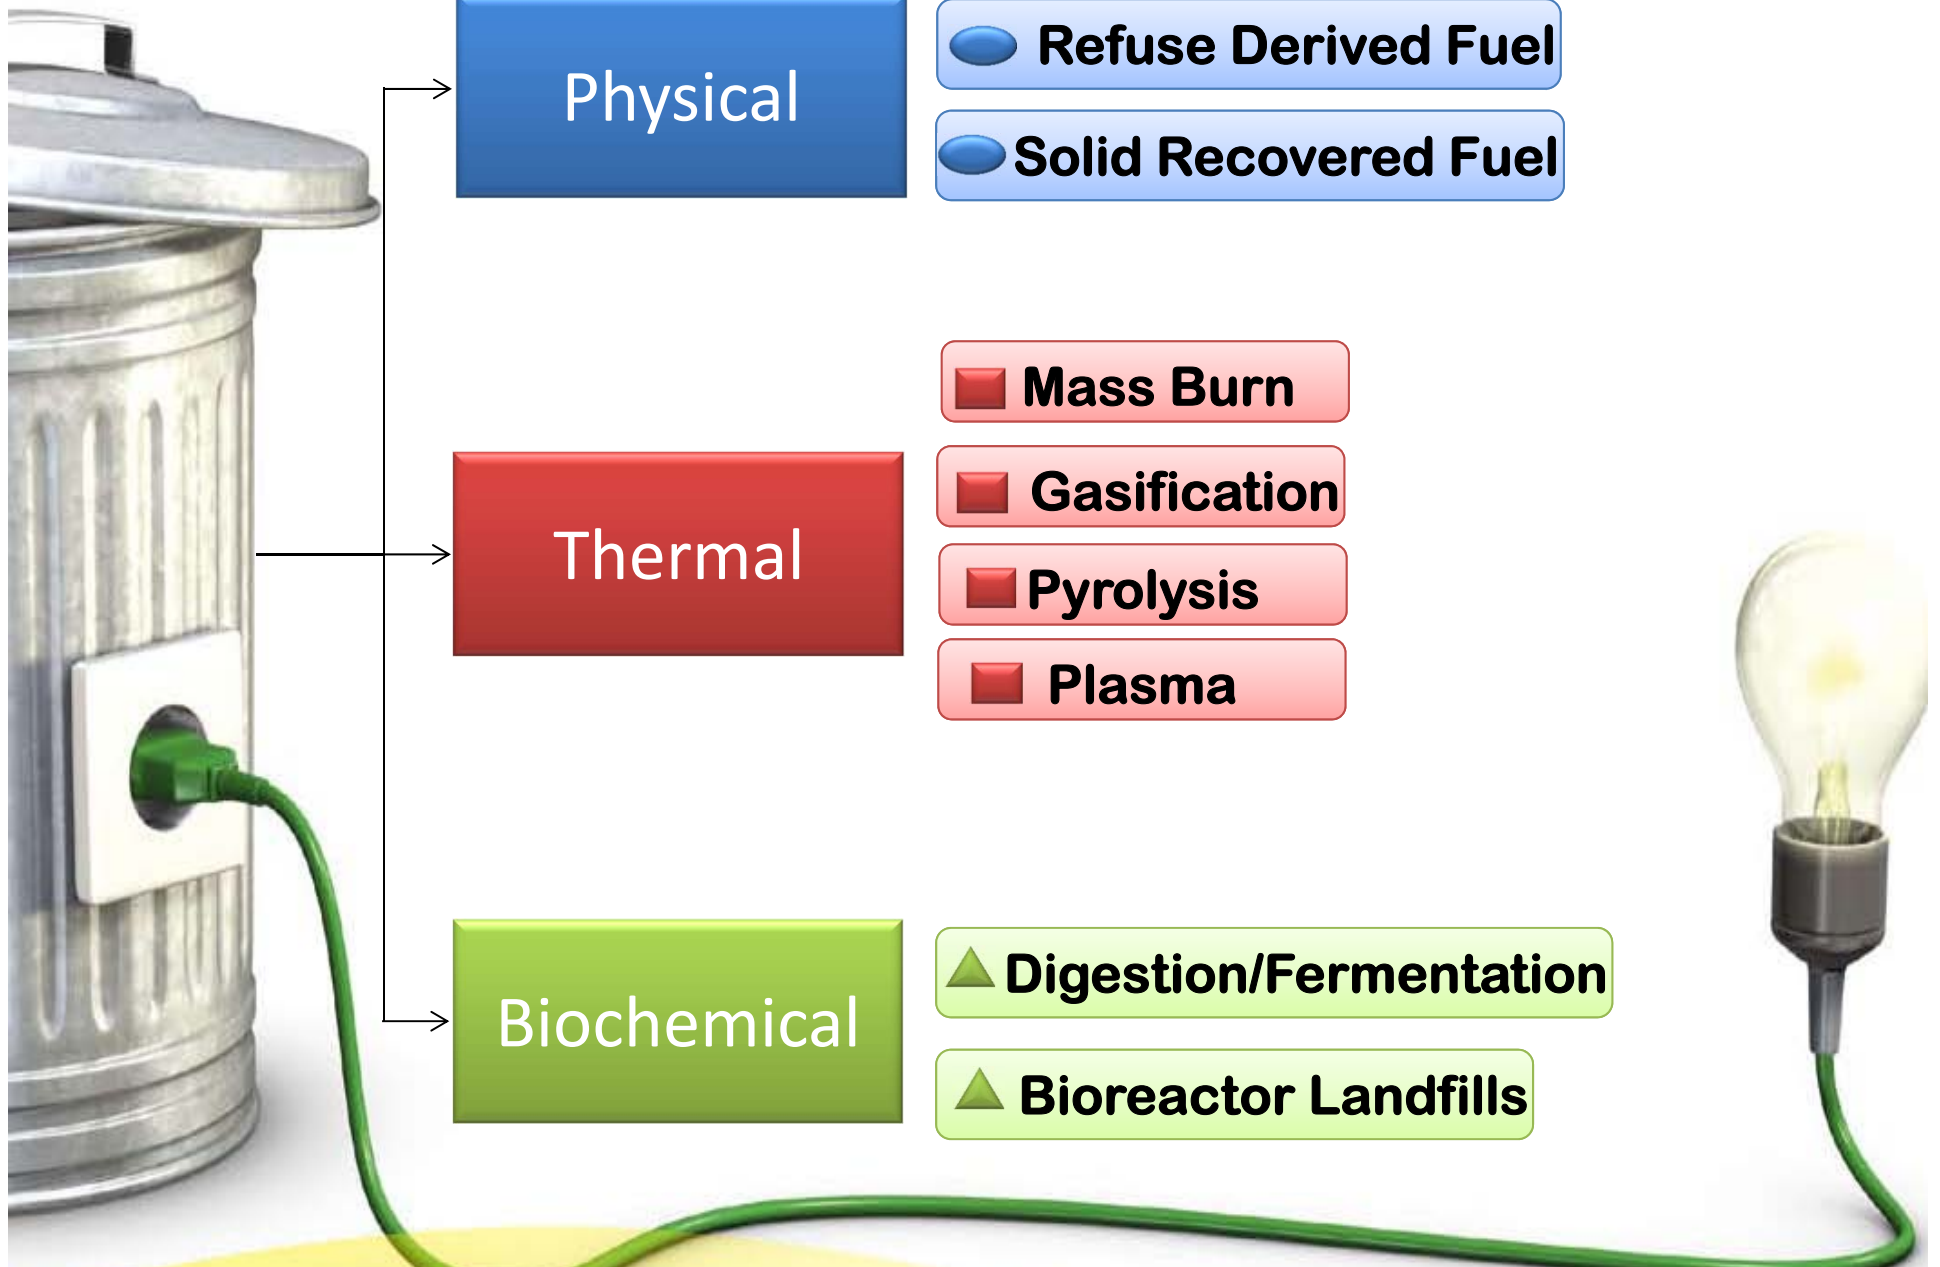 Physical
Refuse Derived Fuel
Solid Recovered Fuel
Thermal
Mass Burn
Gasification
Pyrolysis
Plasma
Biochemical
Digestion/Fermentation
Bioreactor Landfills